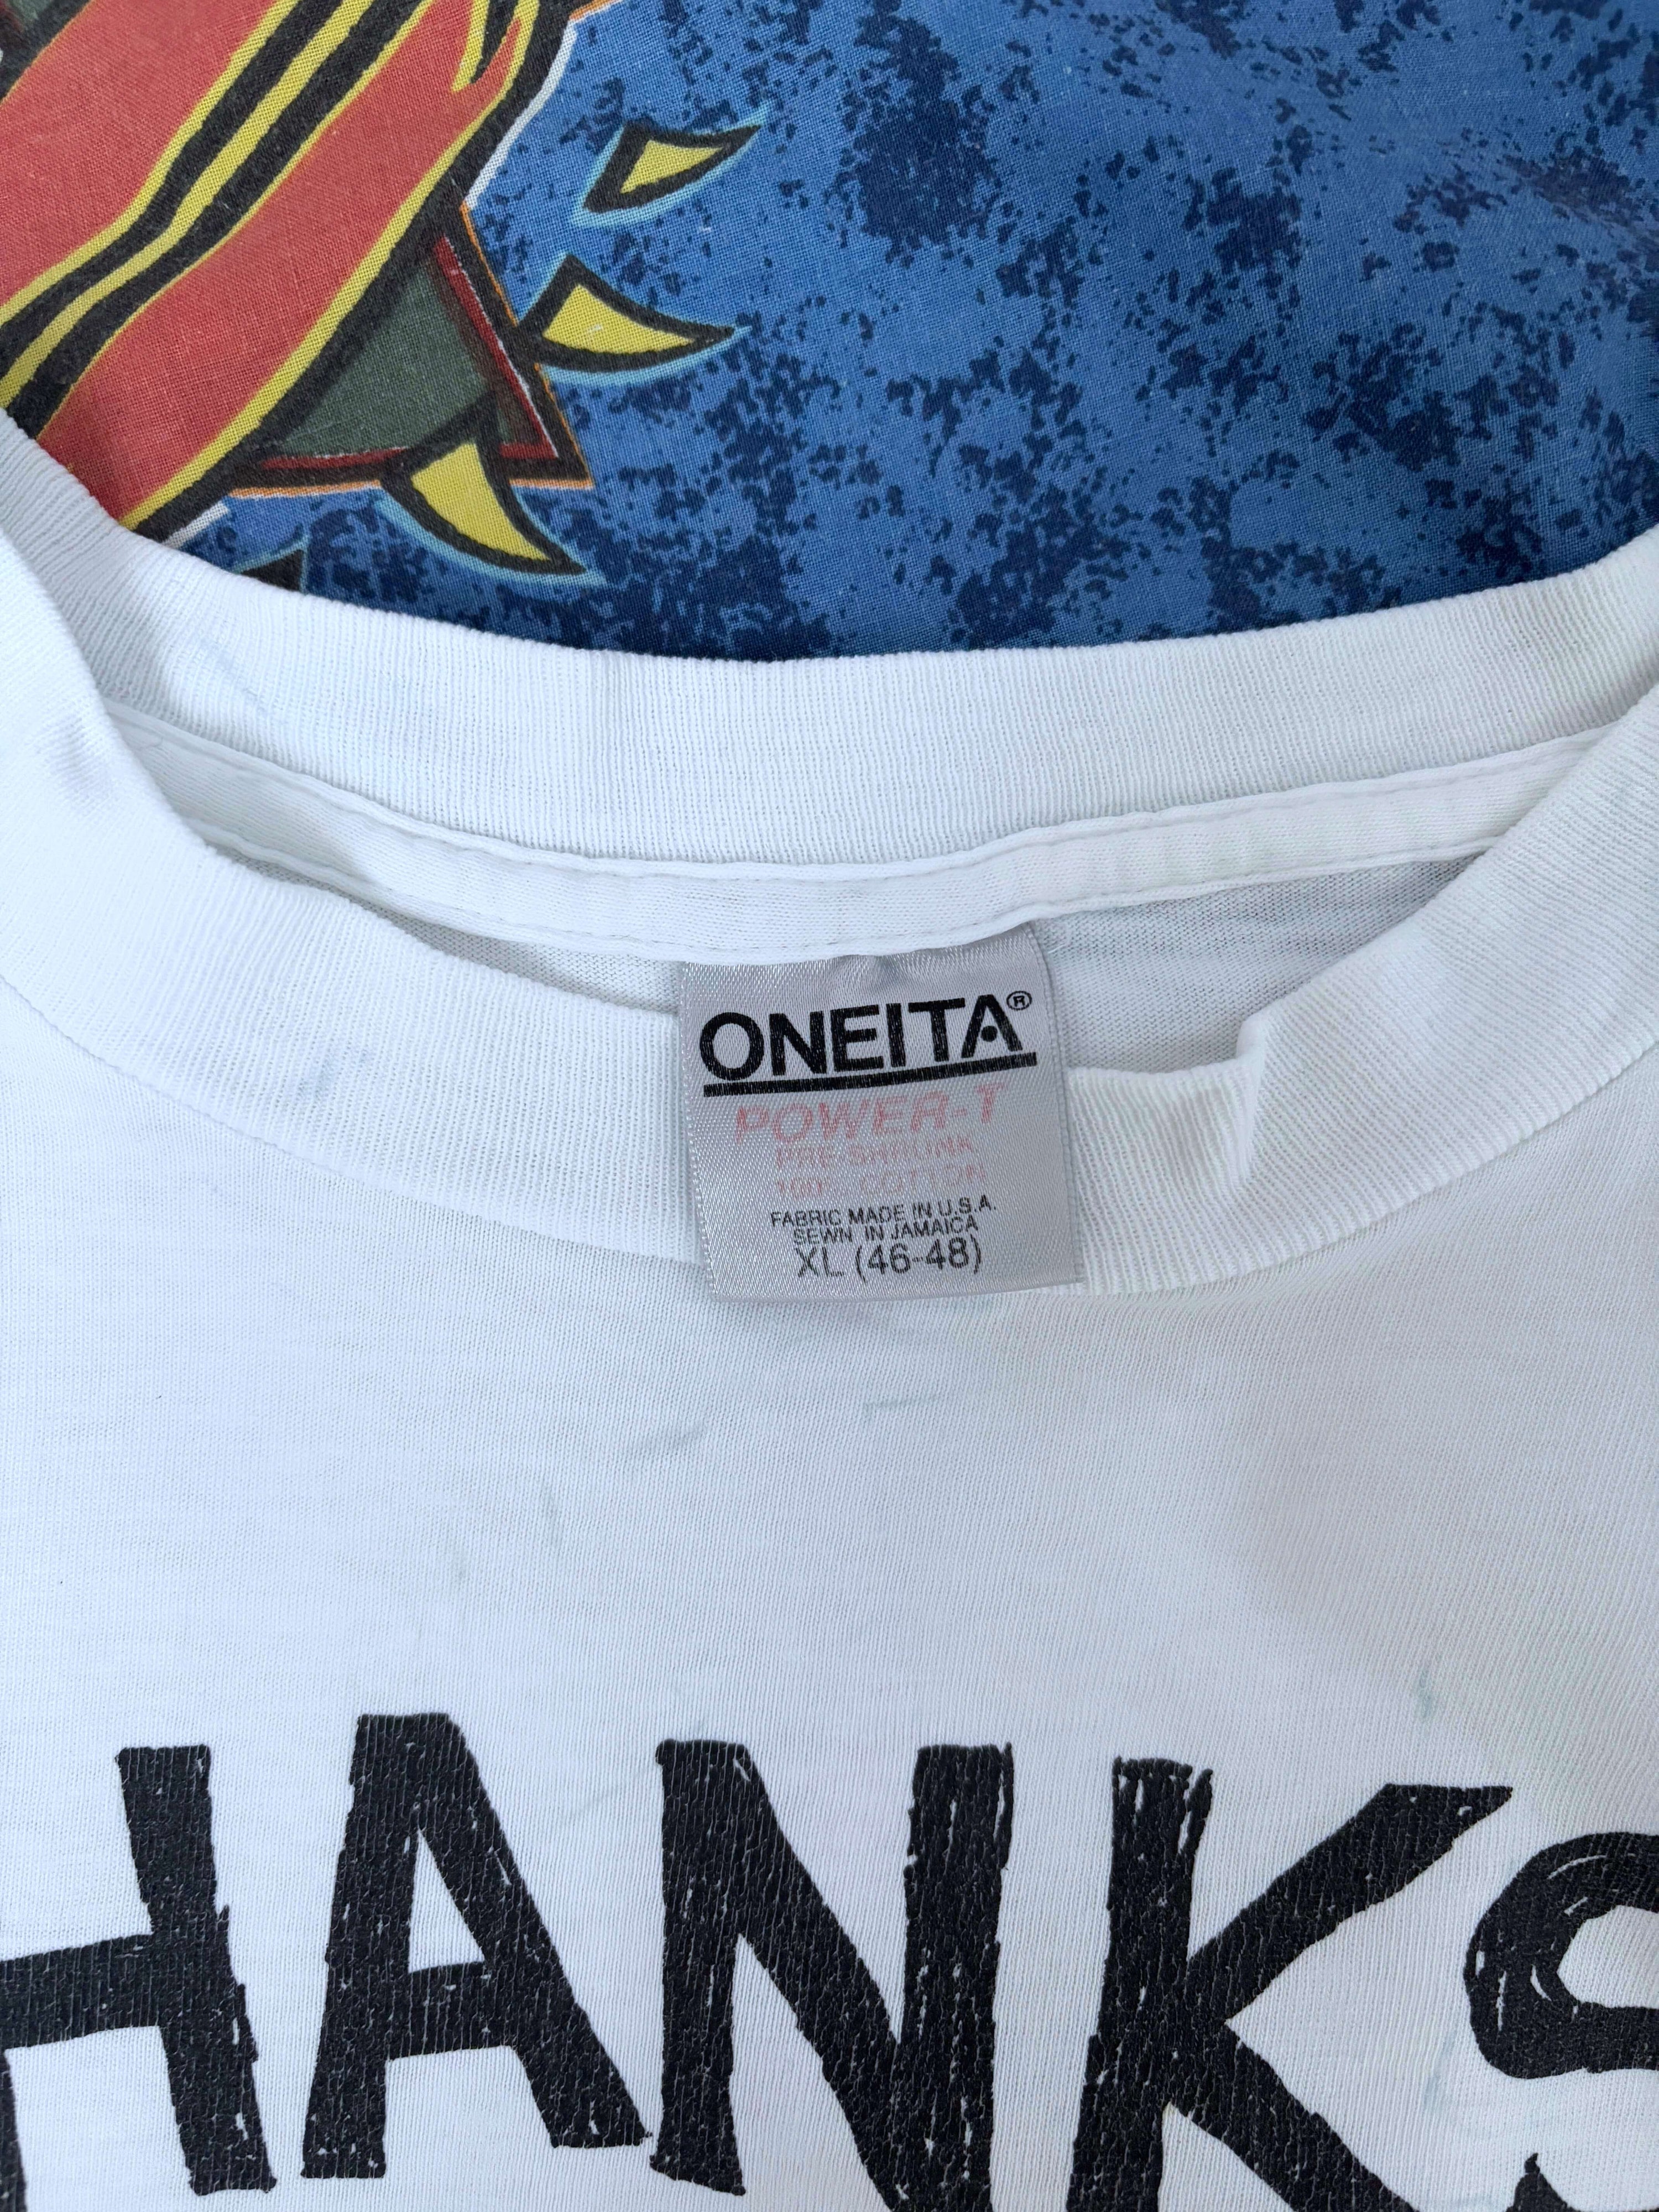 ONEITA®
POWER-T
PRE-SHRUNK
100% COTTON
FABRIC MADE IN U.S.A.
SEWN IN JAMAICA
XL (46-48)
HANKS